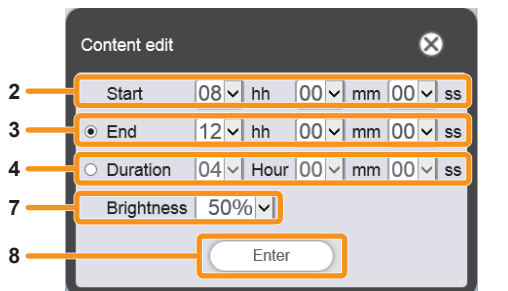 Content edit
2 Start 08 hh 00 mm 00 ss
3 End 12 hh 00 mm 00 ss
4 Duration 04 Hour 00 mm 00 ss
7 Brightness 50%
8 Enter